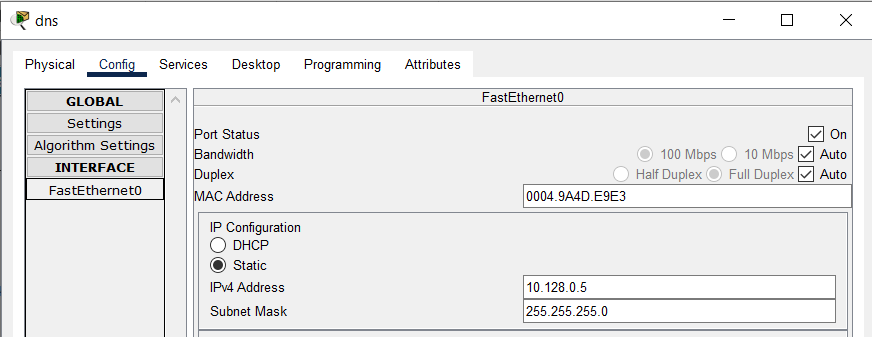 dns
Physical Config Services Desktop Programming Attributes
GLOBAL
Settings
Algorithm Settings
INTERFACE
FastEthernet0
FastEthernet0
Port Status On
Bandwidth 100 Mbps 10 Mbps Auto
Duplex Half Duplex Full Duplex Auto
MAC Address 0004.9A4D.E9E3
IP Configuration
DHCP
Static
IPv4 Address 10.128.0.5
Subnet Mask 255.255.255.0